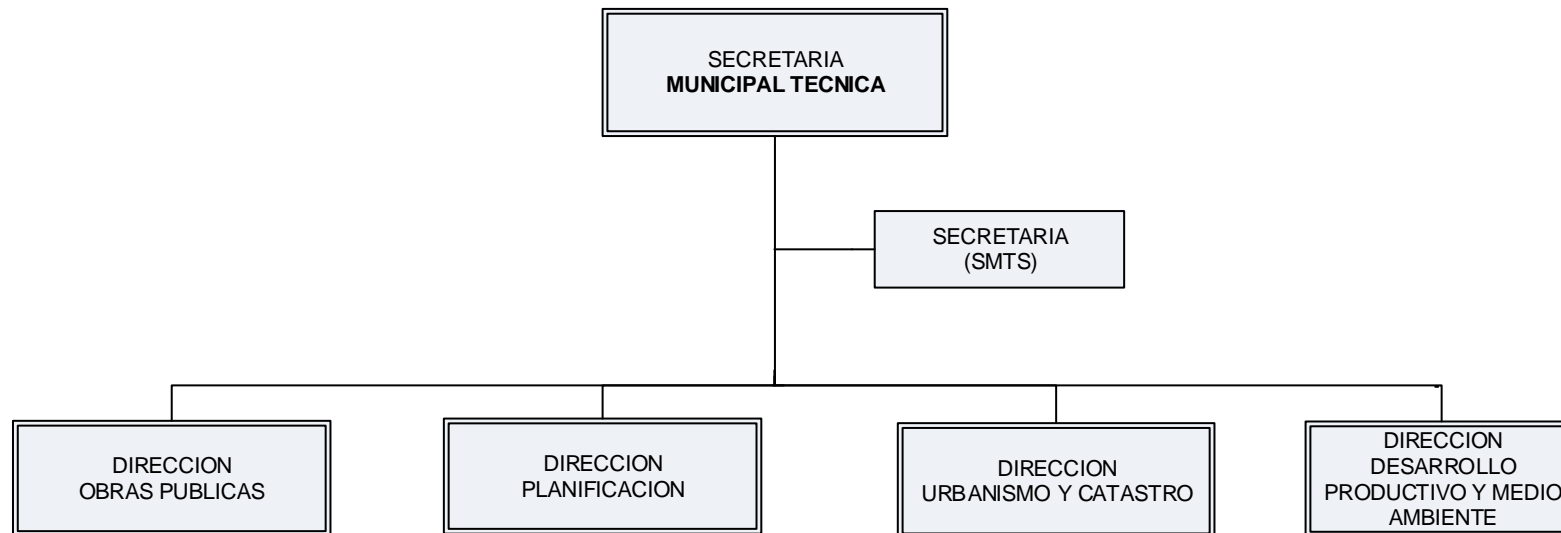 SECRETARIA
MUNICIPAL TECNICA
SECRETARIA
(SMTS)
DIRECCION
OBRAS PUBLICAS
DIRECCION
PLANIFICACION
DIRECCION
URBANISMO Y CATASTRO
DIRECCION
DESARROLLO
PRODUCTIVO Y MEDIO
AMBIENTE